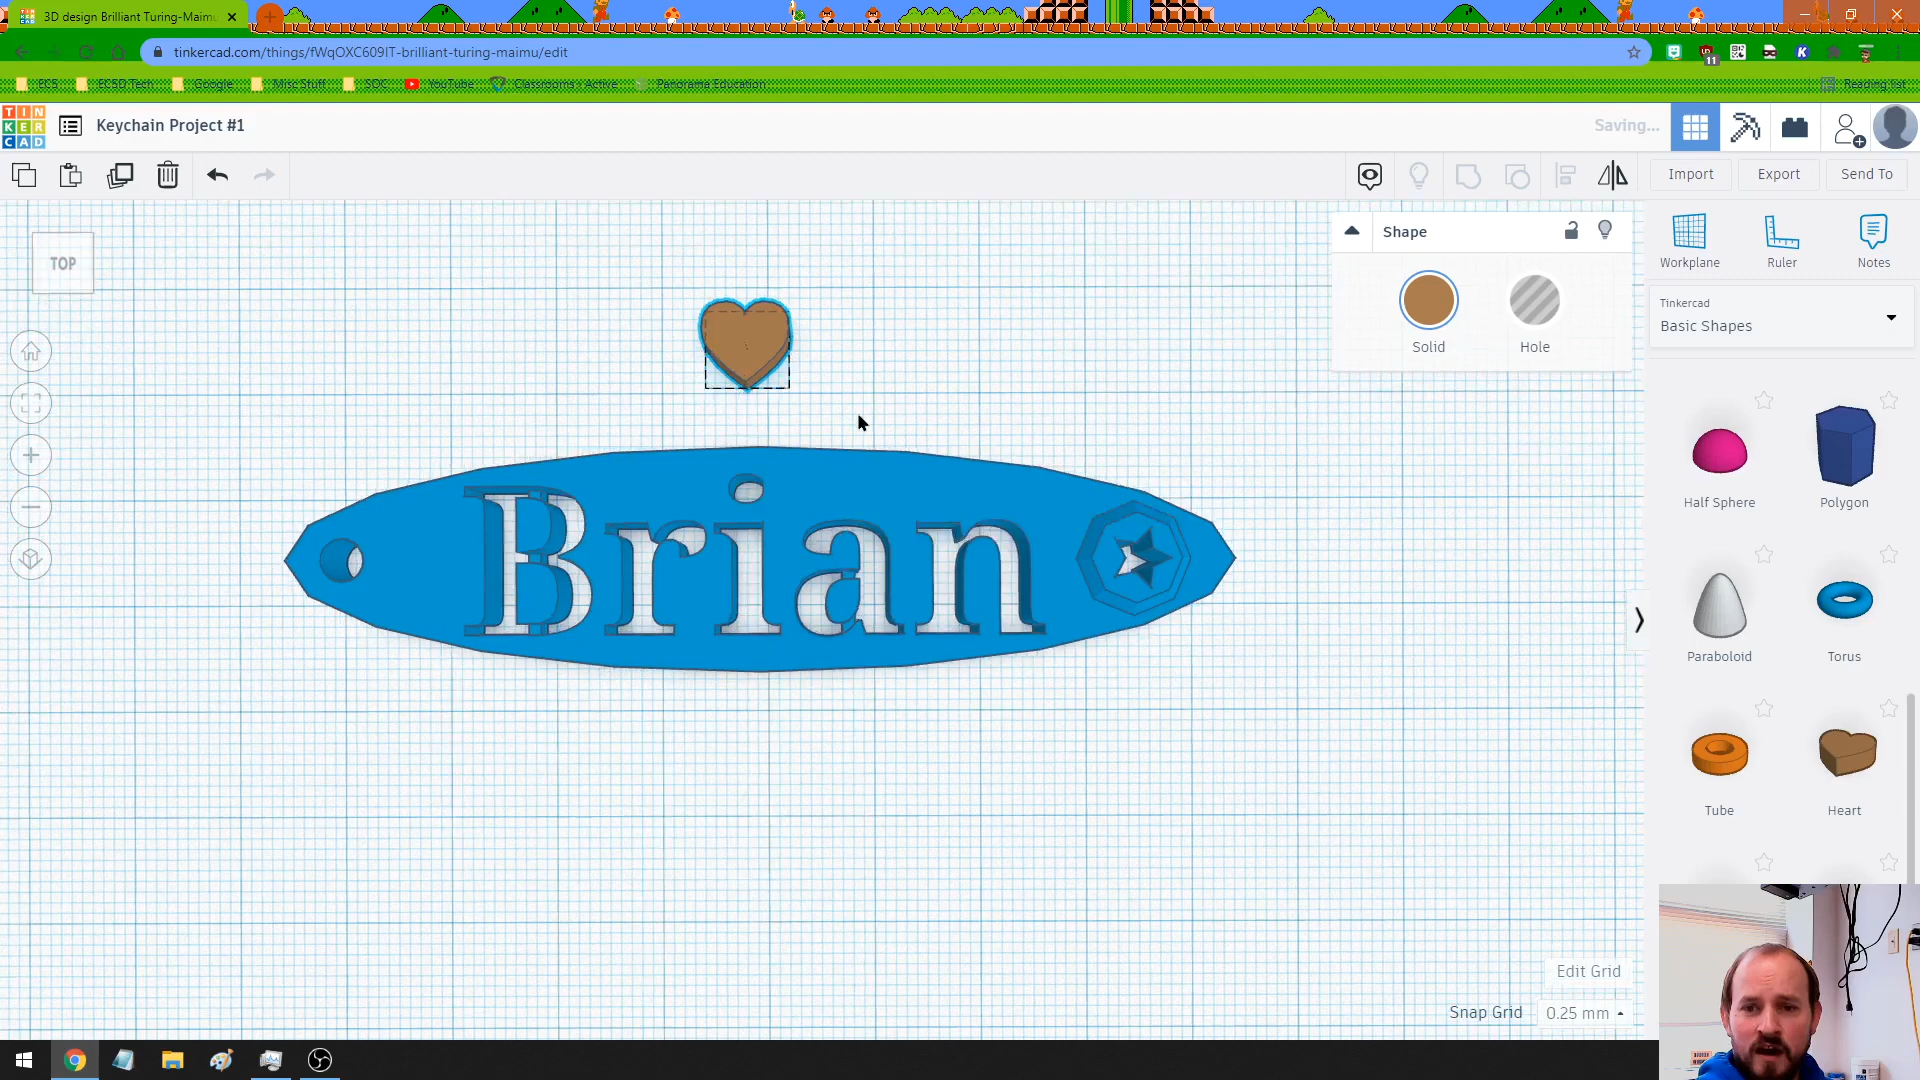 3D design Brilliant Turing-Maimu
tinkercad.com/things/fWqOXC609lT-brilliant-turing-maimu/edit
11
ECS
ECSD Tech
Google
Misc Stuff
SOC
YouTube
Classrooms - Active
Panorama Education
Reading list
TIN
KER
CAD
Keychain Project #1
Saving...
Import
Export
Send To
TOP
Shape
Solid
Hole
Workplane
Ruler
Notes
Tinkercad
Basic Shapes
Half Sphere
Polygon
Paraboloid
Torus
Tube
Heart
Brian
Edit Grid
Snap Grid
0.25 mm